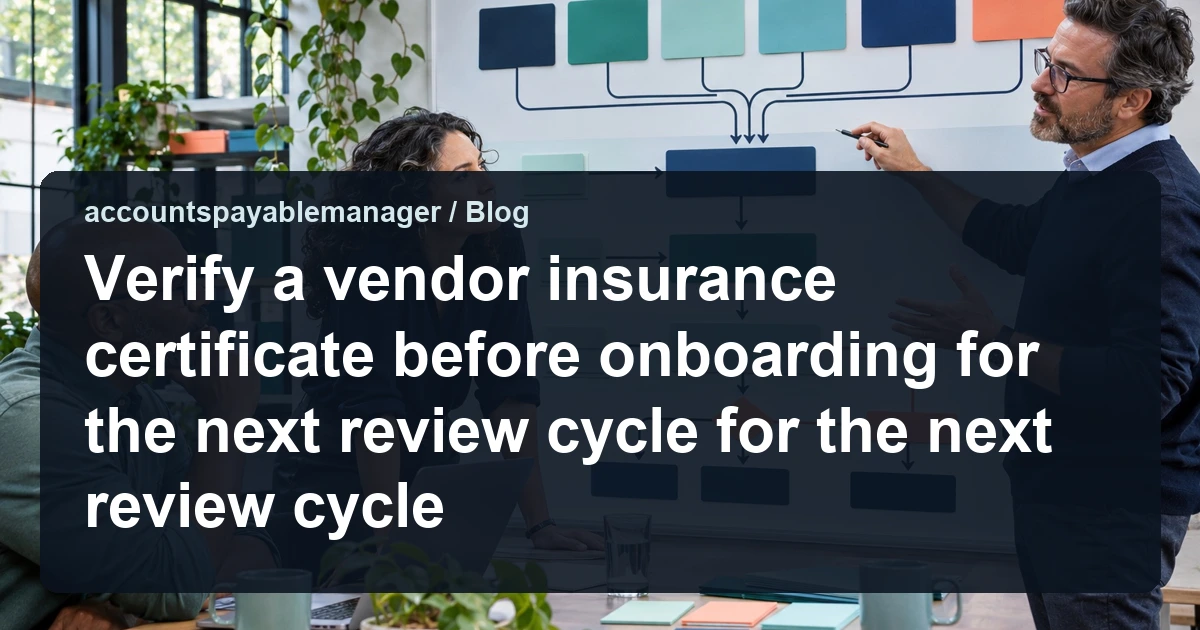 accountspayablemanager / Blog
Verify a vendor insurance
certificate before onboarding for
the next review cycle for the next
review cycle